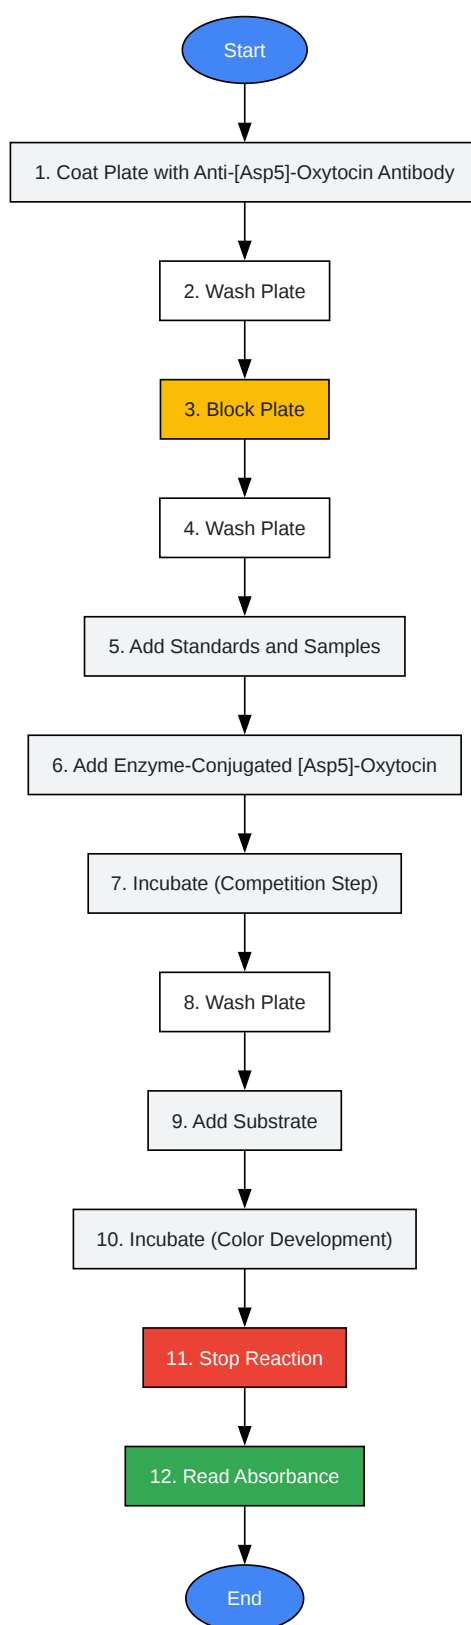 Start
1. Coat Plate with Anti-[Asp5]-Oxytocin Antibody
2. Wash Plate
3. Block Plate
4. Wash Plate
5. Add Standards and Samples
6. Add Enzyme-Conjugated [Asp5]-Oxytocin
7. Incubate (Competition Step)
8. Wash Plate
9. Add Substrate
10. Incubate (Color Development)
11. Stop Reaction
12. Read Absorbance
End